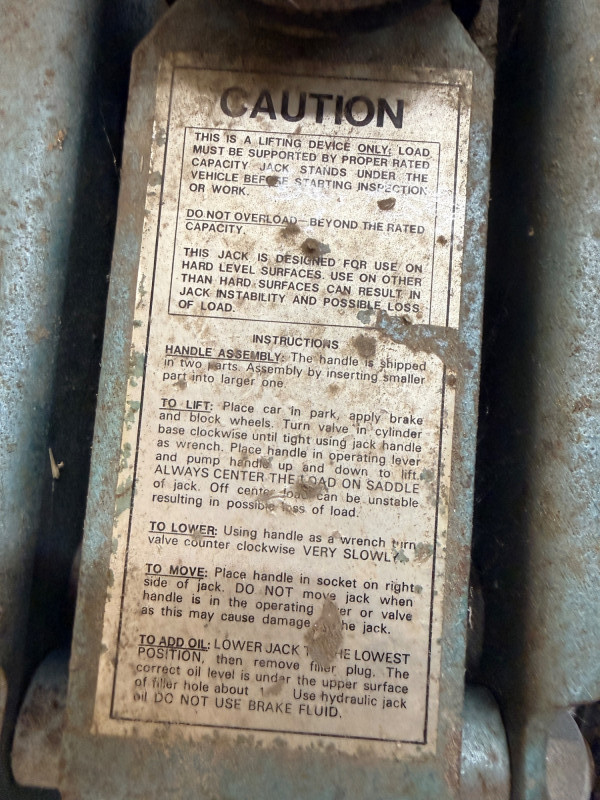 CAUTION
THIS IS A LIFTING DEVICE ONLY; LOAD
MUST BE SUPPORTED BY PROPER RATED
CAPACITY JACK STANDS UNDER THE
VEHICLE BEFORE STARTING INSPECTION
OR WORK.
DO NOT OVERLOAD—BEYOND THE RATED
CAPACITY.
THIS JACK IS DESIGNED FOR USE ON
HARD LEVEL SURFACES. USE ON OTHER
THAN HARD SURFACES CAN RESULT IN
JACK INSTABILITY AND POSSIBLE LOSS
OF LOAD.
INSTRUCTIONS
HANDLE ASSEMBLY: The handle is shipped
in two parts. Assembly by inserting smaller
part into larger one.
TO LIFT: Place car in park, apply brake
and block wheels. Turn valve in cylinder
base clockwise until tight using jack handle
as wrench. Place handle in operating lever
and pump handle up and down to lift.
ALWAYS CENTER THE LOAD ON SADDLE
of jack. Off center load can be unstable
resulting in possible loss of load.
TO LOWER: Using handle as a wrench turn
valve counter clockwise VERY SLOWLY.
TO MOVE: Place handle in socket on right
side of jack. DO NOT move jack when
handle is in the operating or valve
as this may cause damage the jack.
TO ADD OIL: LOWER JACK THE LOWEST
POSITION, then remove filler plug. The
correct oil level is under the upper surface
of filler hole about Use hydraulic jack
oil DO NOT USE BRAKE FLUID.